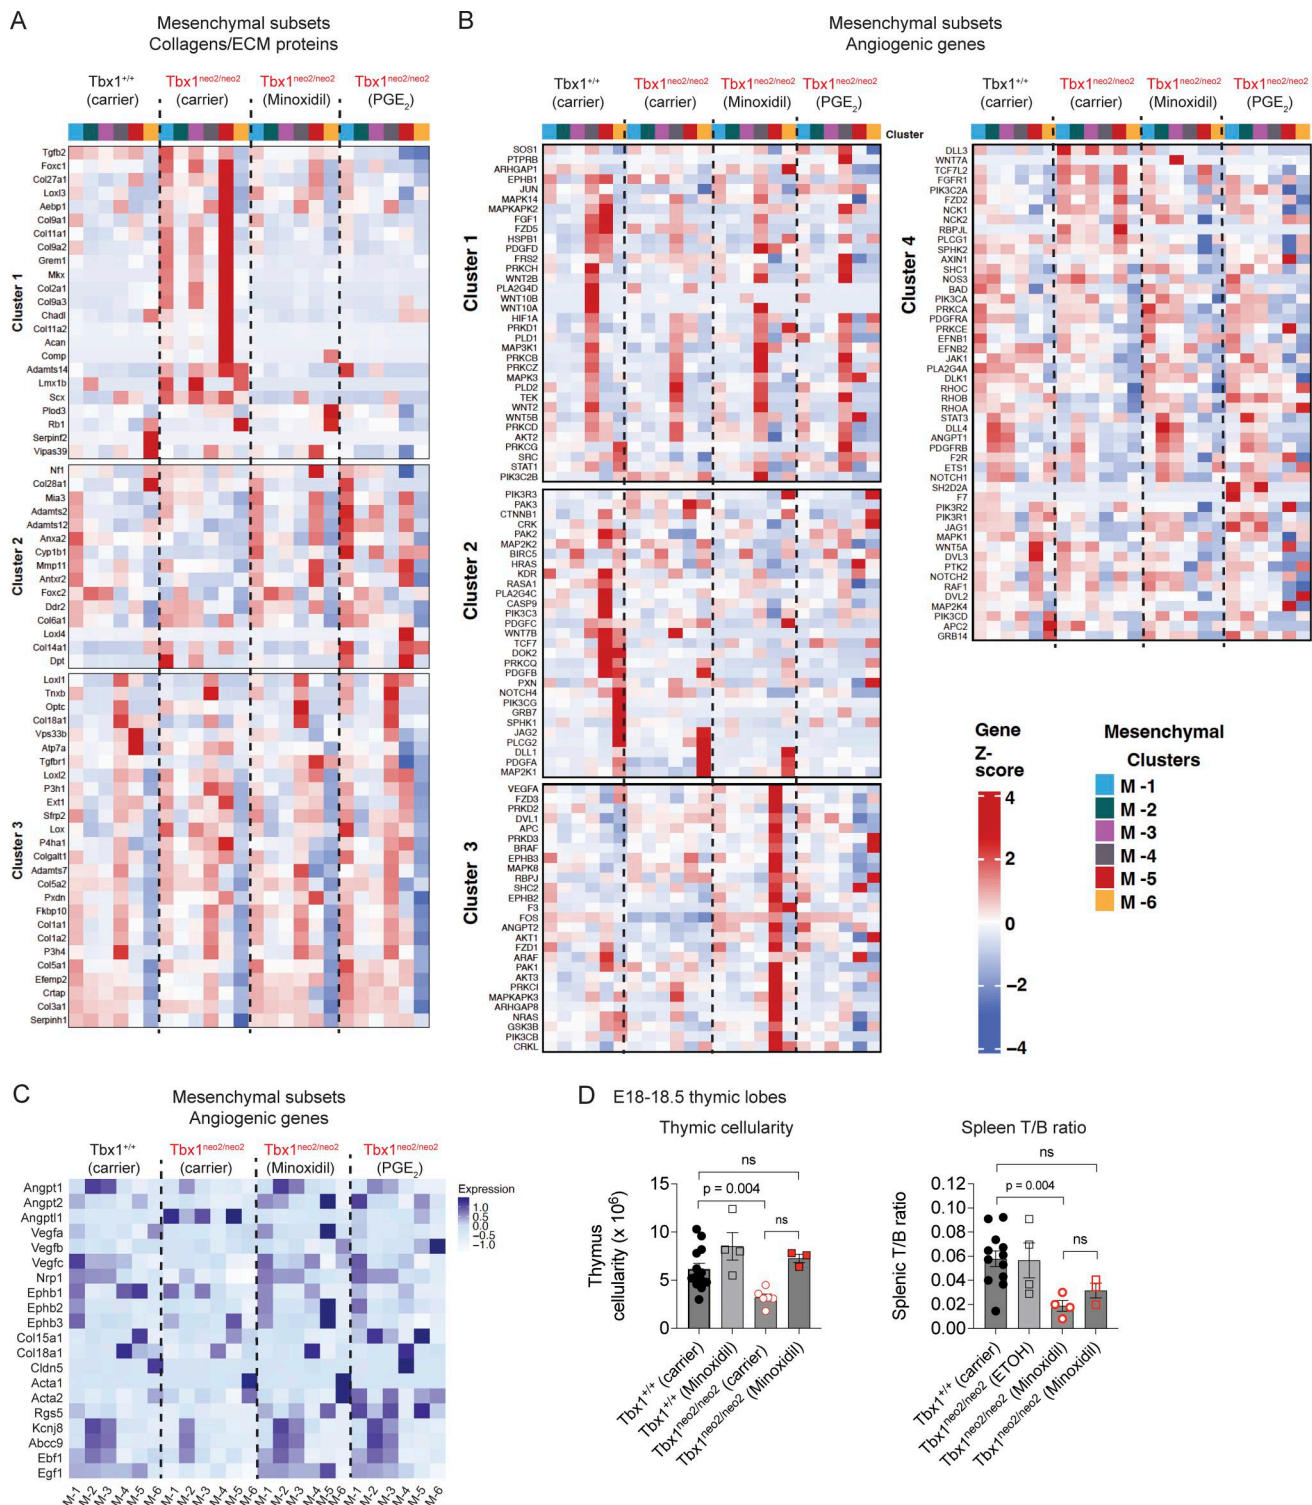 A
Mesenchymal subsets
Collagens/ECM proteins
Tbx1+/+ (carrier)
Tbx1neo2/neo2 (carrier)
Tbx1neo2/neo2 (Minoxidil)
Tbx1neo2/neo2 (PGE2)
Cluster 1
Tgfb2
Foxc1
Col27a1
Loxl3
Aebp1
Col9a1
Col11a1
Col9a2
Grem1
Mkx
Col2a1
Col9a3
Chadl
Col11a2
Acan
Comp
Adamts14
Lmx1b
Scx
Plod3
Rb1
Serpinf2
Vipas39
Cluster 2
Nf1
Col28a1
Mia3
Adamts2
Adamts12
Anxa2
Cyp1b1
Mmp11
Antxr2
Foxc2
Ddr2
Col6a1
Loxl4
Col14a1
Dpt
Cluster 3
Loxl1
Tnxb
Optc
Col18a1
Vps33b
Atp7a
Tgfbr1
Loxl2
P3h1
Ext1
Sfrp2
Lox
P4ha1
Colgalt1
Adamts7
Col5a2
Pxdn
Fkbp10
Col1a1
Col1a2
P3h4
Col5a1
Efemp2
Crtap
Col3a1
Serpinh1
B
Mesenchymal subsets
Angiogenic genes
Tbx1+/+ (carrier)
Tbx1neo2/neo2 (carrier)
Tbx1neo2/neo2 (Minoxidil)
Tbx1neo2/neo2 (PGE2)
Cluster
Cluster 1
SOS1
PTPRB
ARHGAP1
EPHB1
JUN
MAPK14
MAPKAPK2
FGF1
FZD5
HSPB1
PDGFD
FRS2
PRKCH
WNT2B
PLA2G4D
WNT10B
WNT10A
HIF1A
PRKD1
PLD1
MAP3K1
PRKCB
PRKCZ
MAPK3
PLD2
TEK
WNT2
WNT5B
PRKCD
AKT2
PRKCG
SRC
STAT1
PIK3C2B
Cluster 2
PIK3R3
PAK3
CTNNB1
CRK
PAK2
MAP2K2
BIRC5
HRAS
KDR
RASA1
PLA2G4C
CASP9
PIK3C3
PDGFC
WNT7B
TCF7
DOK2
PRKCQ
PDGFB
PXN
NOTCH4
PIK3CG
GRB7
SPHK1
JAG2
PLCG2
DLL1
PDGFA
MAP2K1
Cluster 3
VEGFA
FZD3
PRKD2
DVL1
APC
PRKD3
BRAF
EPHB3
MAPK8
RBPJ
SHC2
EPHB2
F3
FOS
ANGPT2
AKT1
FZD1
ARAF
PAK1
AKT3
PRKCI
MAPKAPK3
ARHGAP8
NRAS
GSK3B
PIK3CB
CRKL
Tbx1+/+ (carrier)
Tbx1neo2/neo2 (carrier)
Tbx1neo2/neo2 (Minoxidil)
Tbx1neo2/neo2 (PGE2)
Cluster 4
DLL3
WNT7A
TCF7L2
FGFR1
PIK3C2A
FZD2
NCK1
NCK2
RBPJL
PLCG1
SPHK2
AXIN1
SHC1
NOS3
BAD
PIK3CA
PRKCA
PDGFRA
PRKCE
EFNB1
EFNB2
JAK1
PLA2G4A
DLK1
RHOC
RHOB
RHOA
STAT3
DLL4
ANGPT1
PDGFRB
F2R
ETS1
NOTCH1
SH2D2A
F7
PIK3R2
PIK3R1
JAG1
MAPK1
WNT5A
DVL3
PTK2
NOTCH2
RAF1
DVL2
MAP2K4
PIK3CD
APC2
GRB14
Gene
Z-
score
4
2
0
−2
−4
Mesenchymal
Clusters
M -1
M -2
M -3
M -4
M -5
M -6
C
Mesenchymal subsets
Angiogenic genes
Tbx1+/+ (carrier)
Tbx1neo2/neo2 (carrier)
Tbx1neo2/neo2 (Minoxidil)
Tbx1neo2/neo2 (PGE2)
Angpt1
Angpt2
Angptl1
Vegfa
Vegfb
Vegfc
Nrp1
Ephb1
Ephb2
Ephb3
Col15a1
Col18a1
Cldn5
Acta1
Acta2
Rgs5
Kcnj8
Abcc9
Ebf1
Egf1
M-1 M-2 M-3 M-4 M-5 M-6 M-1 M-2 M-3 M-4 M-5 M-6 M-1 M-2 M-3 M-4 M-5 M-6 M-1 M-2 M-3 M-4 M-5 M-6
Expression
1.0
0.5
−0.0
−0.5
−1.0
D
E18-18.5 thymic lobes
Thymic cellularity
ns
p = 0.004
ns
Thymus
cellularity (x 10⁶)
15
10
5
0
Tbx1+/+ (carrier)
Tbx1+/+ (Minoxidil)
Tbx1neo2/neo2 (carrier)
Tbx1neo2/neo2 (Minoxidil)
Spleen T/B ratio
ns
p = 0.004
ns
Splenic T/B ratio
0.12
0.10
0.08
0.06
0.04
0.02
0.00
Tbx1+/+ (carrier)
Tbx1neo2/neo2 (ETOH)
Tbx1neo2/neo2 (Minoxidil)
Tbx1neo2/neo2 (Minoxidil)